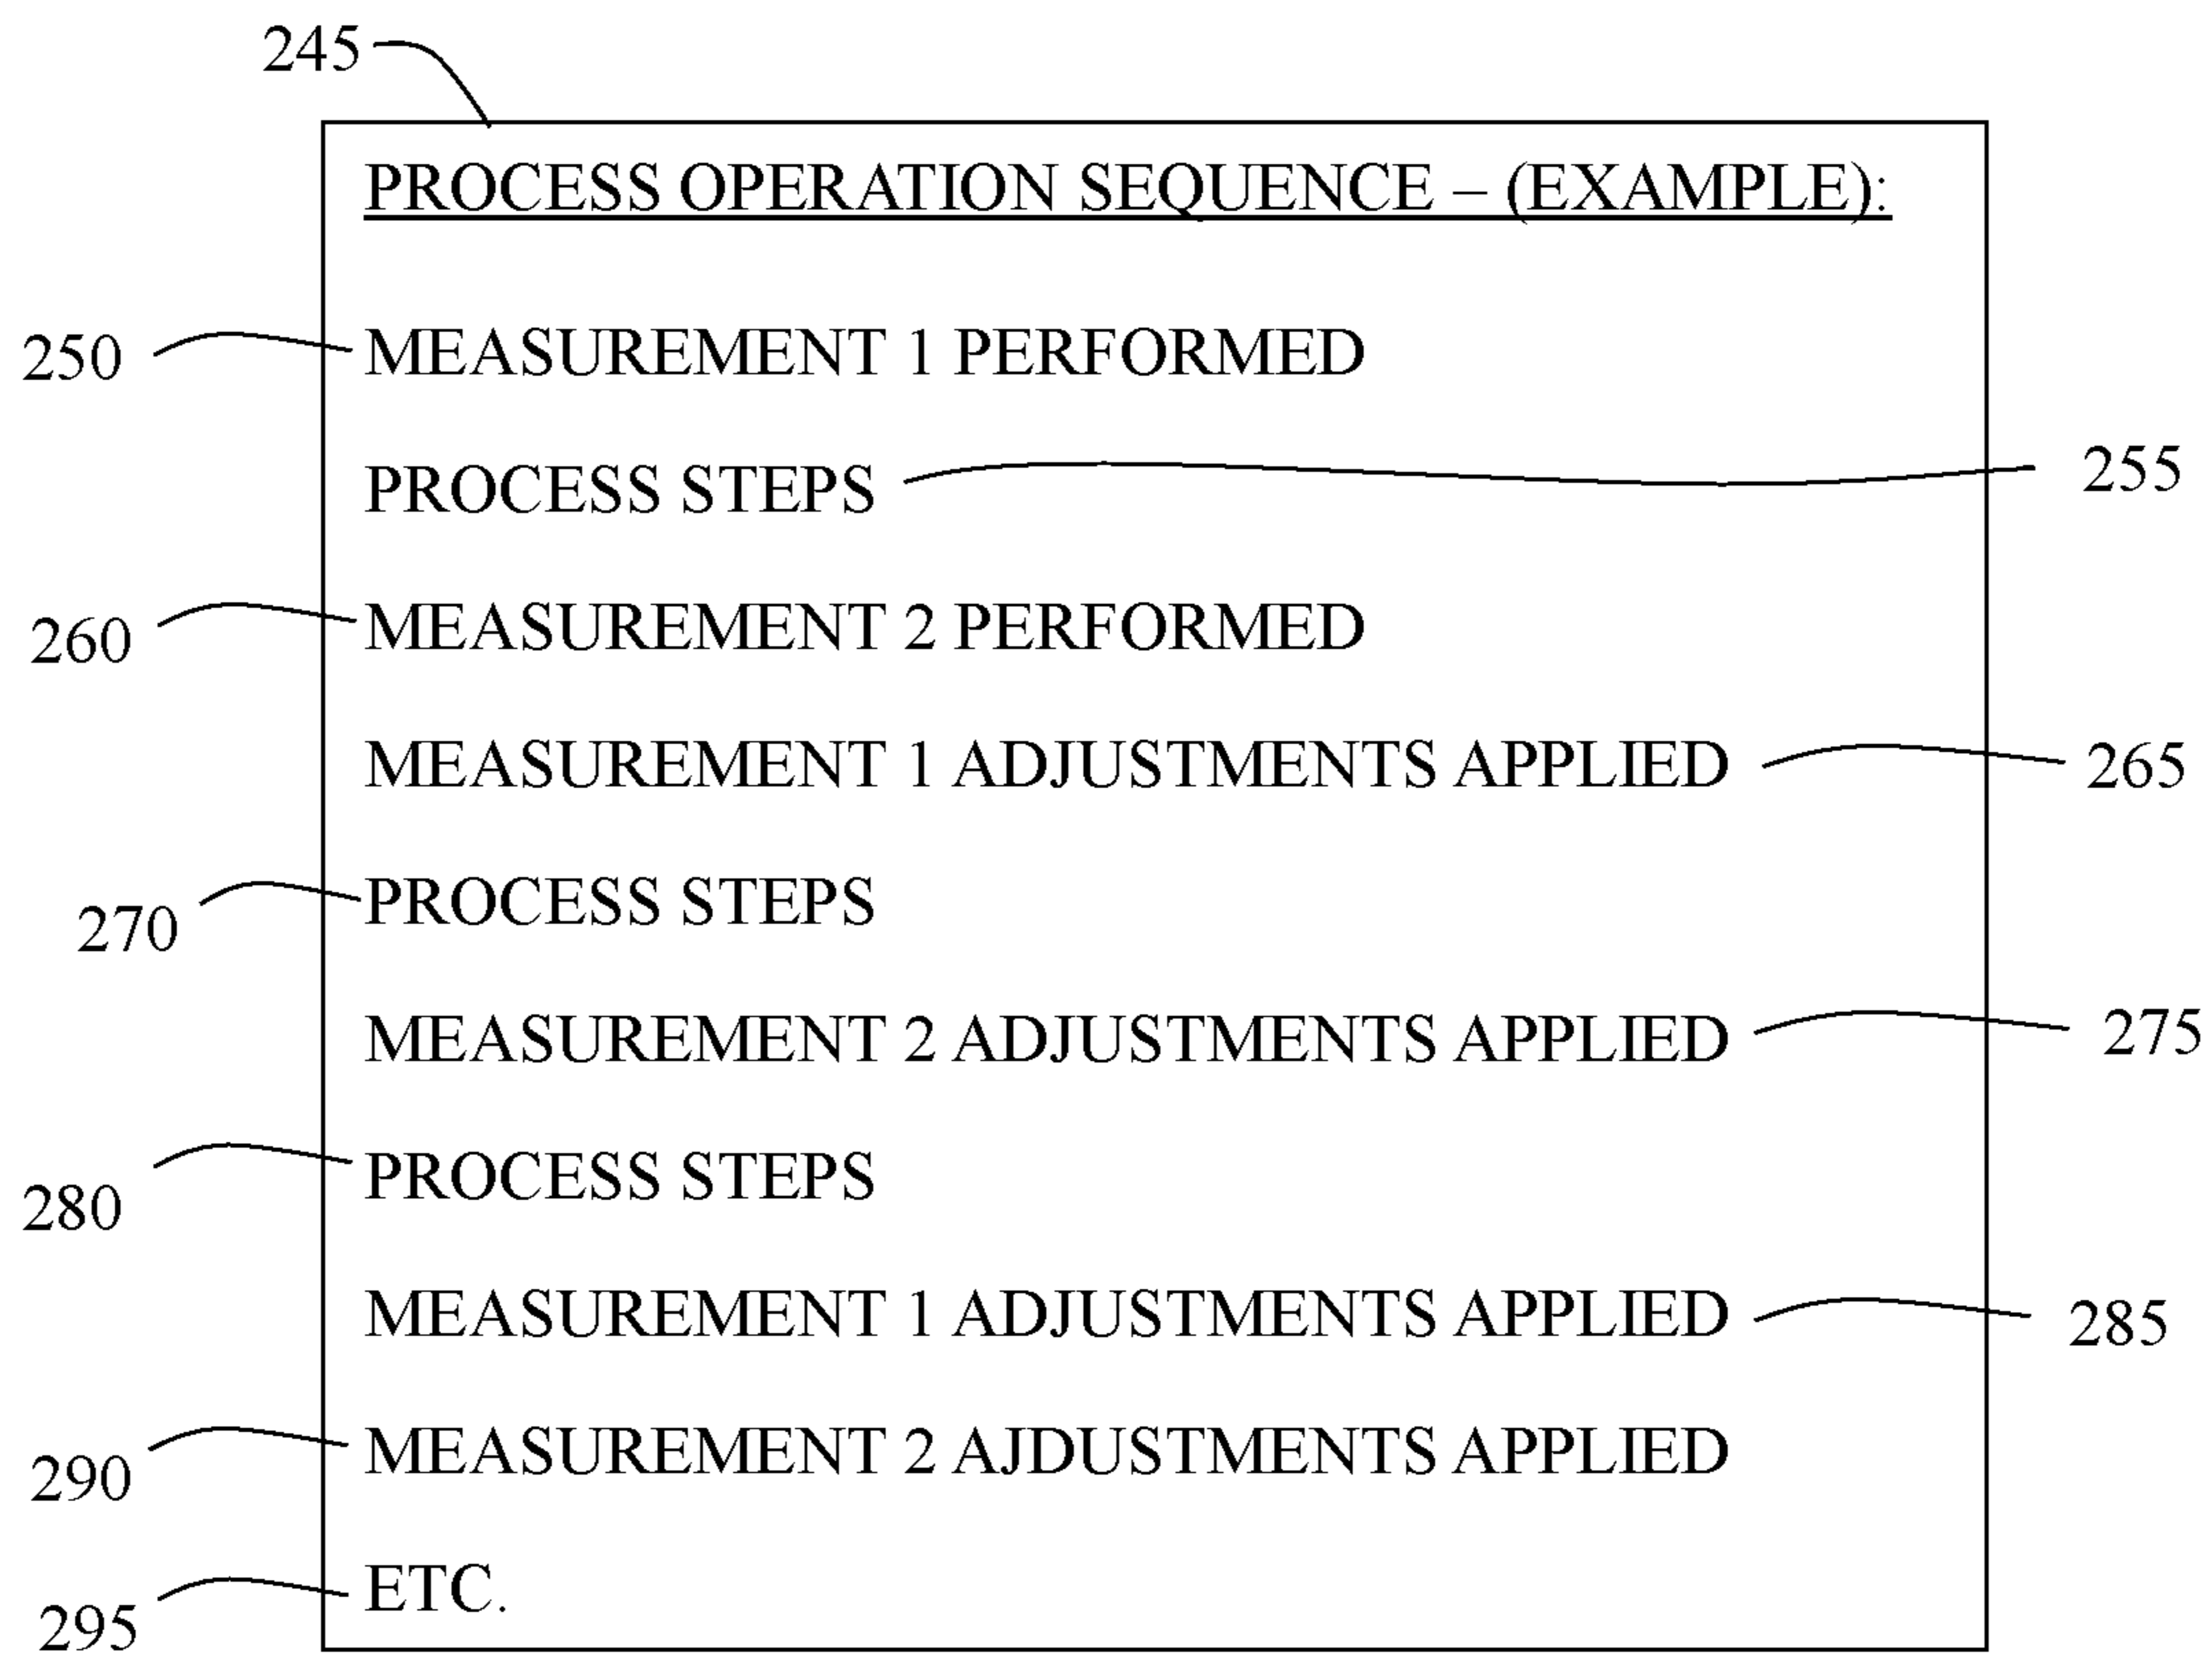 245
PROCESS OPERATION SEQUENCE – (EXAMPLE):
250 MEASUREMENT 1 PERFORMED
PROCESS STEPS 255
260 MEASUREMENT 2 PERFORMED
MEASUREMENT 1 ADJUSTMENTS APPLIED 265
270 PROCESS STEPS
MEASUREMENT 2 ADJUSTMENTS APPLIED 275
280 PROCESS STEPS
MEASUREMENT 1 ADJUSTMENTS APPLIED 285
290 MEASUREMENT 2 AJDUSTMENTS APPLIED
295 ETC.